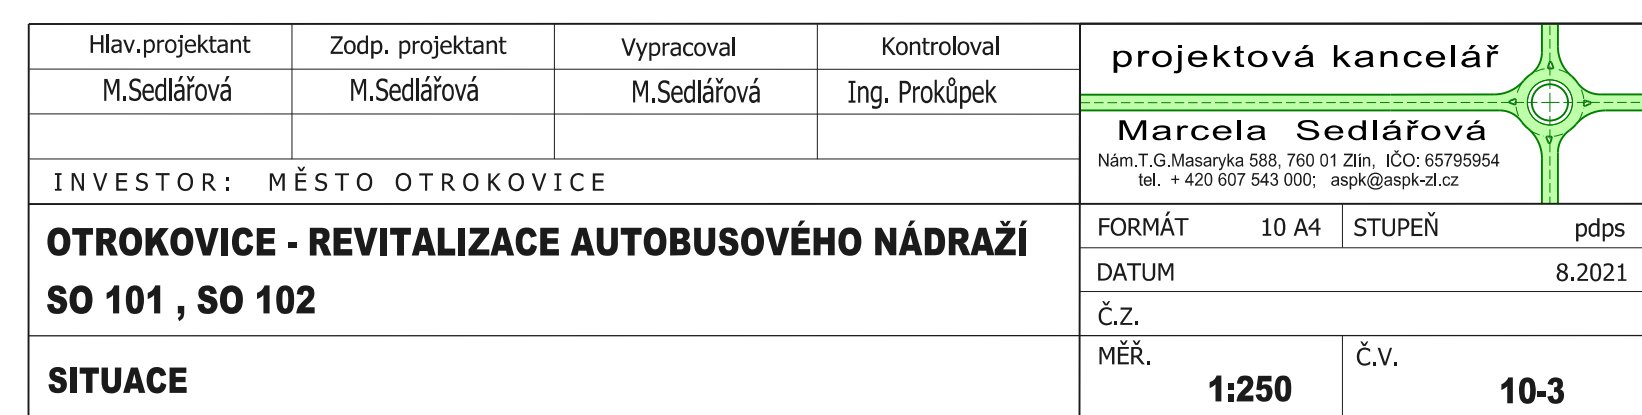 Hlav.projektant Zodp. projektant Vypracoval Kontroloval
M.Sedlářová M.Sedlářová M.Sedlářová Ing. Prokůpek
INVESTOR: MĚSTO OTROKOVICE
projektová kancelář
Marcela Sedlářová
Nám.T.G.Masaryka 588, 760 01 Zlín, IČO: 65795954
tel. + 420 607 543 000; aspk@aspk-zl.cz
OTROKOVICE - REVITALIZACE AUTOBUSOVÉHO NÁDRAŽÍ
SO 101 , SO 102
FORMÁT 10 A4 STUPEŇ pdps
DATUM 8.2021
Č.Z.
SITUACE
MĚŘ. 1:250 Č.V. 10-3